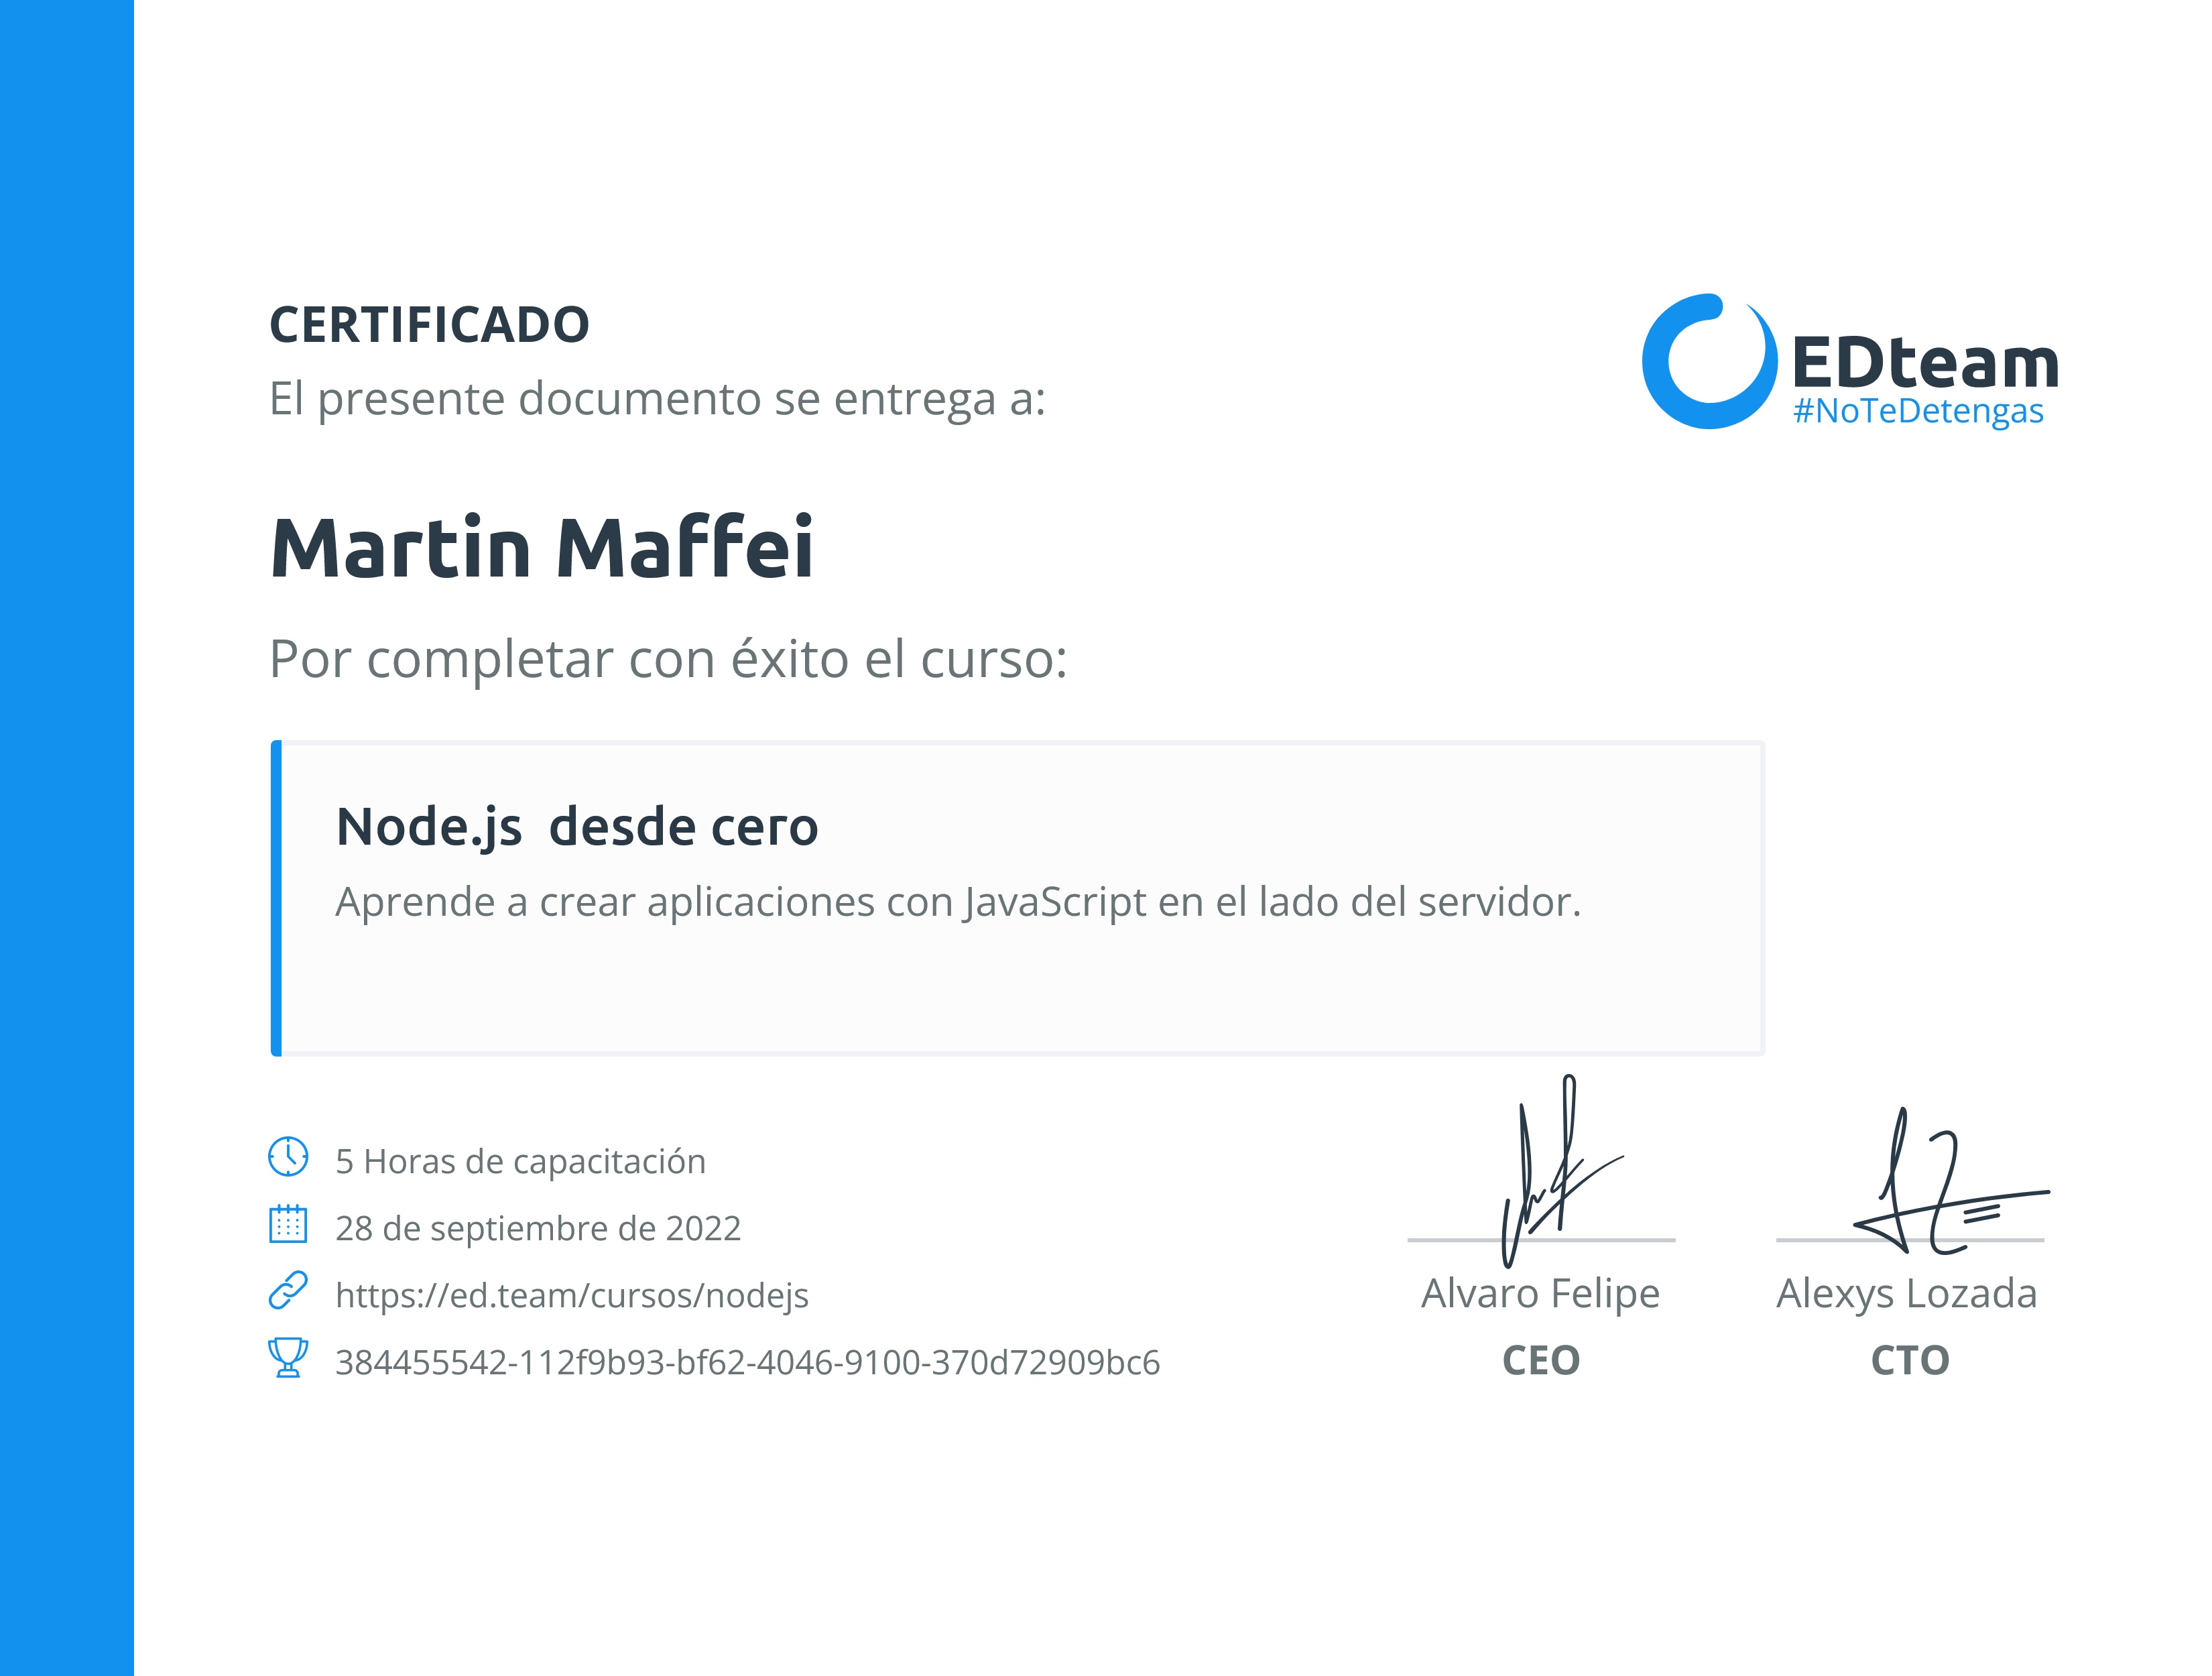 CERTIFICADO
El presente documento se entrega a:
EDteam
#NoTeDetengas
Martin Maffei
Por completar con éxito el curso:
Node.js  desde cero
Aprende a crear aplicaciones con JavaScript en el lado del servidor.
5 Horas de capacitación
28 de septiembre de 2022
https://ed.team/cursos/nodejs
384455542-112f9b93-bf62-4046-9100-370d72909bc6
Alvaro Felipe
CEO
Alexys Lozada
CTO